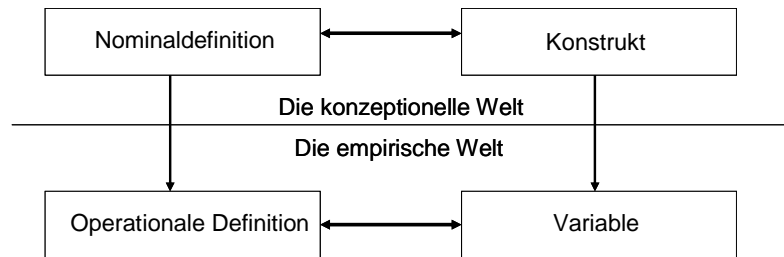 Nominaldefinition
Konstrukt
Die konzeptionelle Welt
Die empirische Welt
Operationale Definition
Variable